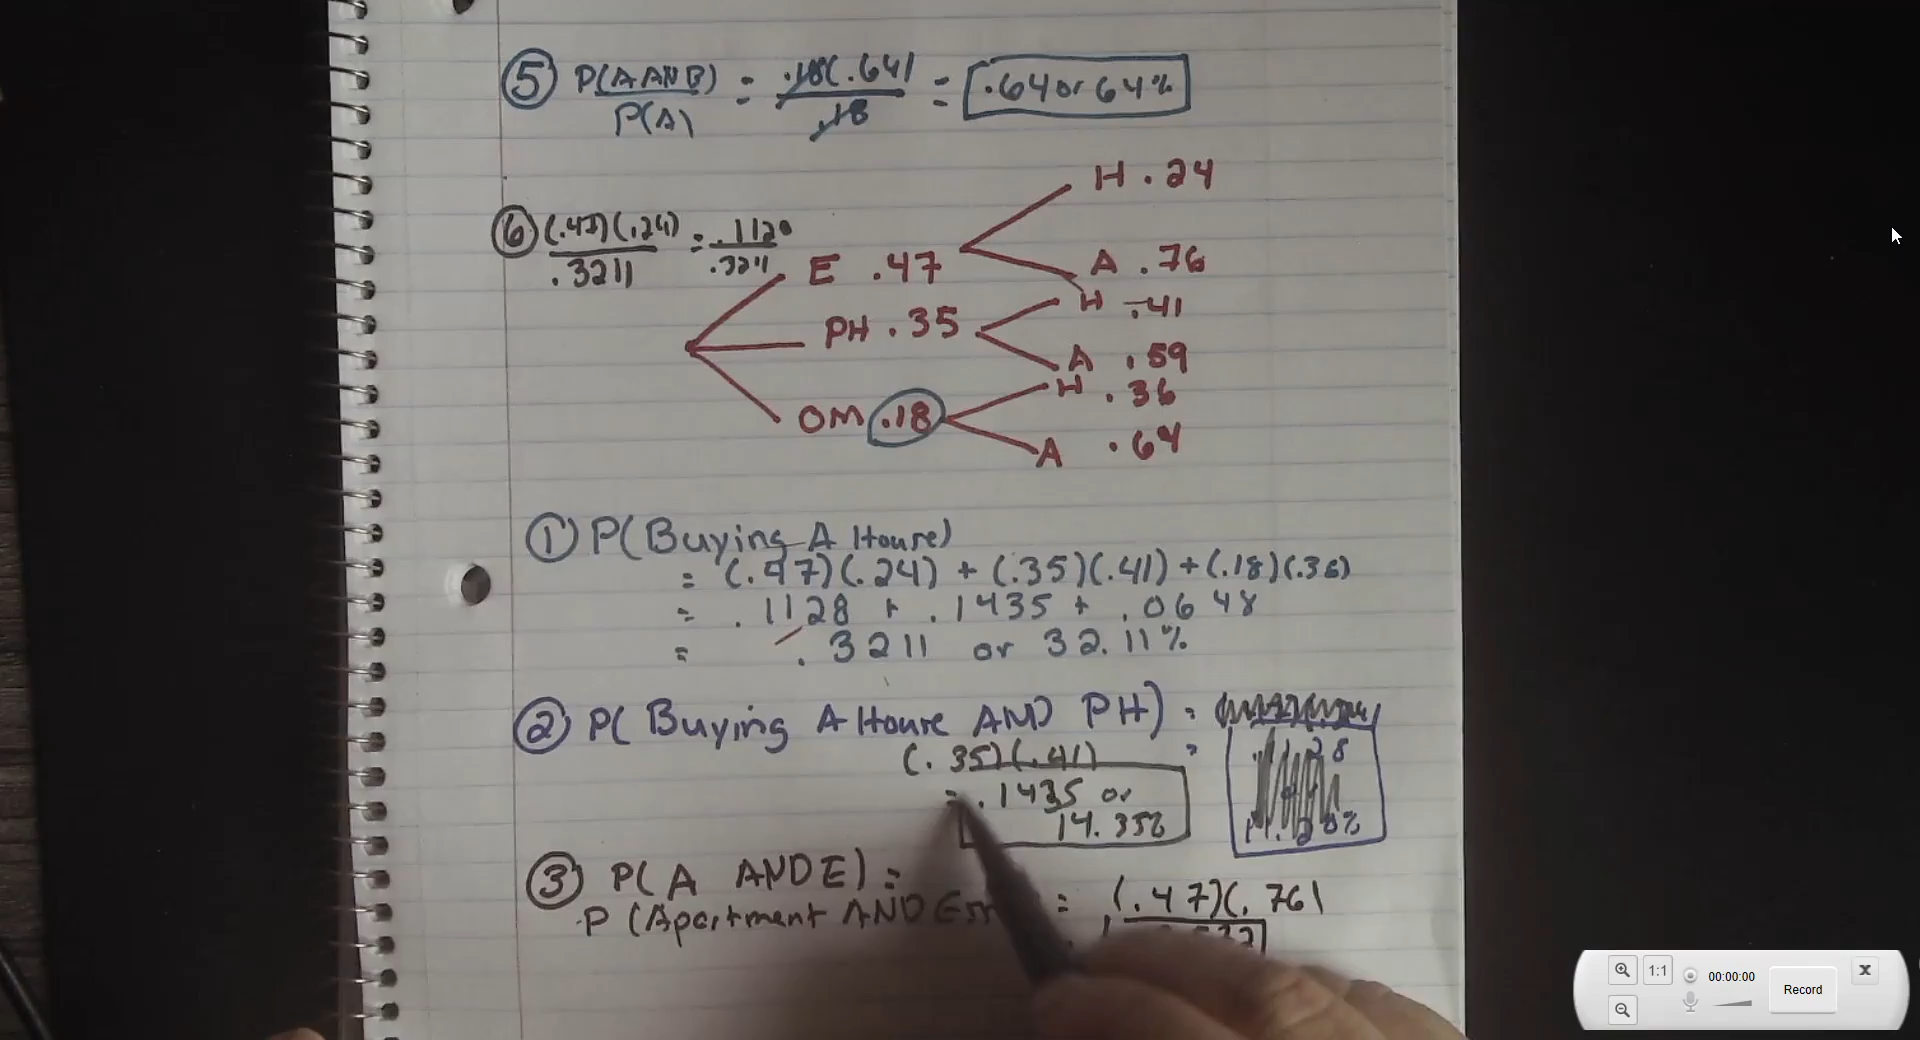 ⑤ P(A AND B) = .18(.64) = .64 or 64%
P(A) .18
H .24
⑥ (.47)(.24) = .1128
.3211 .3211
E .47
A .76
H .41
PH .35
A .59
H .36
OM .18
A .64
① P(Buying A House)
= (.47)(.24) + (.35)(.41) + (.18)(.36)
= .1128 + .1435 + .0648
= .3211 or 32.11%
② P( Buying A House AND PH) =
(.35)(.41) =
= .1435 or
14.35%
③ P( A AND E) =
P (Apartment AND = (.47)(.76)
1:1
00:00:00
Record
X